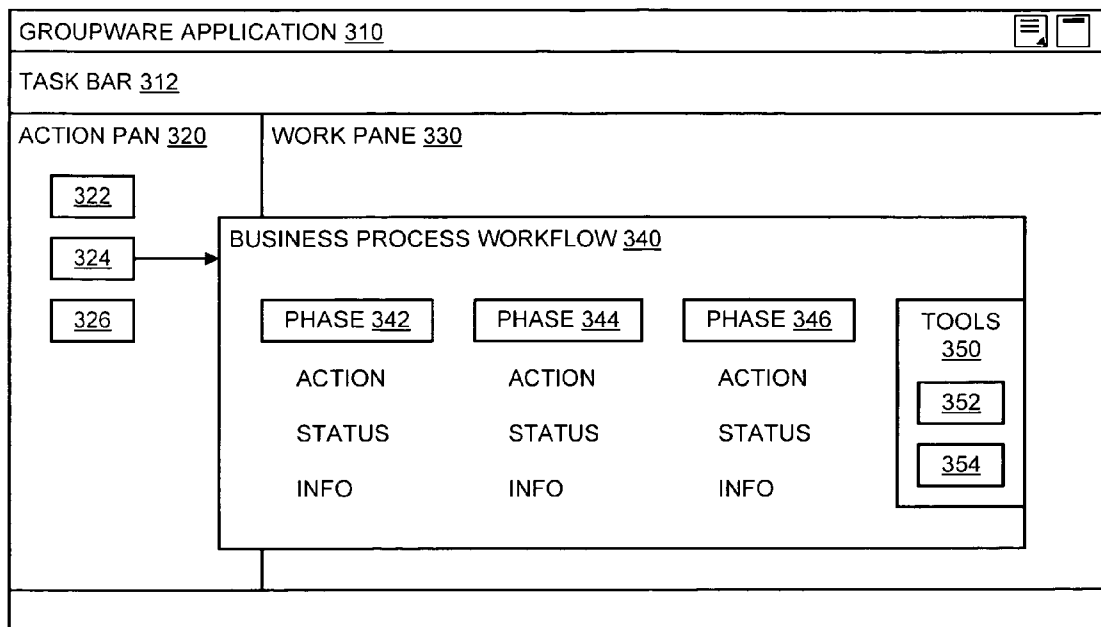 GROUPWARE APPLICATION 310
TASK BAR 312
ACTION PAN 320
WORK PANE 330
322
324
326
BUSINESS PROCESS WORKFLOW 340
PHASE 342 PHASE 344 PHASE 346
ACTION ACTION ACTION
STATUS STATUS STATUS
INFO INFO INFO
TOOLS
350
352
354